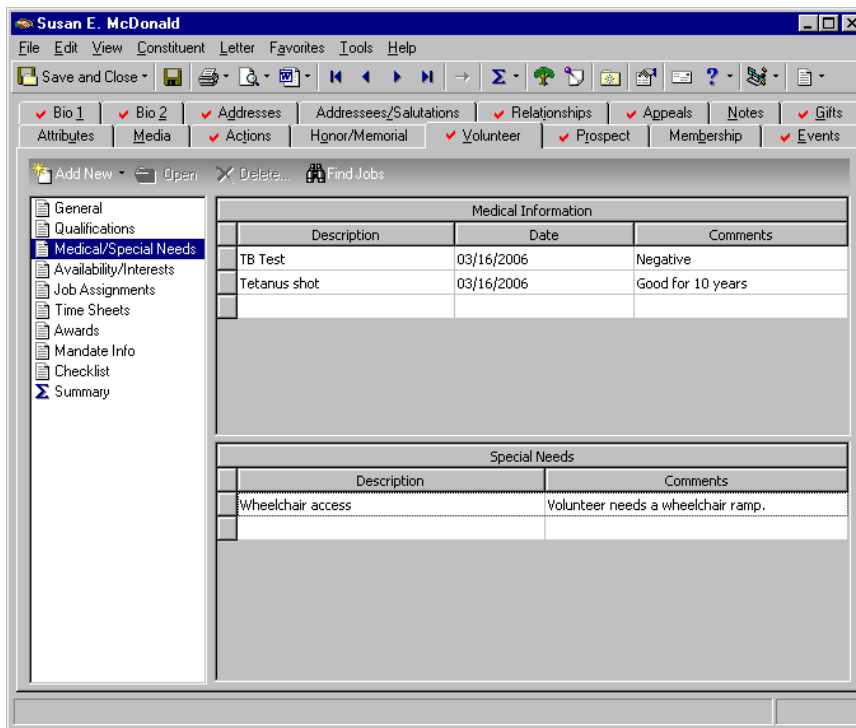 Susan E. McDonald
File Edit View Constituent Letter Favorites Tools Help
Save and Close
Bio 1 Bio 2 Addresses Addressees/Salutations Relationships Appeals Notes Gifts
Attributes Media Actions Honor/Memorial Volunteer Prospect Membership Events
Add New Open Delete... Find Jobs
General
Qualifications
Medical/Special Needs
Availability/Interests
Job Assignments
Time Sheets
Awards
Mandate Info
Checklist
Σ Summary
Medical Information
Description Date Comments
TB Test 03/16/2006 Negative
Tetanus shot 03/16/2006 Good for 10 years
Special Needs
Description Comments
Wheelchair access Volunteer needs a wheelchair ramp.